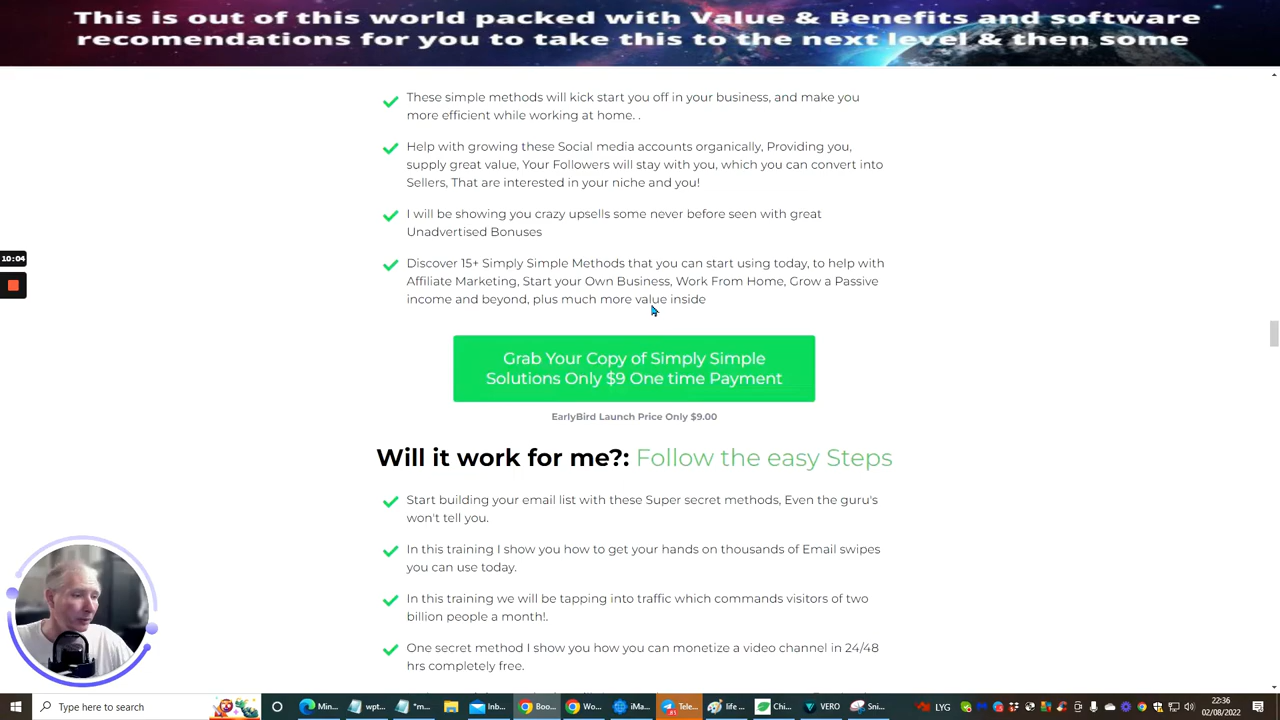 This is out of this world packed with Value & Benefits and software
recomendations for you to take this to the next level & then some
These simple methods will kick start you off in your business, and make you
more efficient while working at home. .
Help with growing these Social media accounts organically, Providing you,
supply great value, Your Followers will stay with you, which you can convert into
Sellers, That are interested in your niche and you!
I will be showing you crazy upsells some never before seen with great
Unadvertised Bonuses
10:04
Discover 15+ Simply Simple Methods that you can start using today, to help with
Affiliate Marketing, Start your Own Business, Work From Home, Grow a Passive
income and beyond, plus much more value inside
Grab Your Copy of Simply Simple
Solutions Only $9 One time Payment
EarlyBird Launch Price Only $9.00
Will it work for me?: Follow the easy Steps
Start building your email list with these Super secret methods, Even the guru's
won't tell you.
In this training I show you how to get your hands on thousands of Email swipes
you can use today.
In this training we will be tapping into traffic which commands visitors of two
billion people a month!.
One secret method I show you how you can monetize a video channel in 24/48
hrs completely free.
Type here to search
Min... wpt... "m... Inb... Boo... Wo... iMa... Tele... life ... Chi... VERO Sni... LYG
22:36
02/08/2022